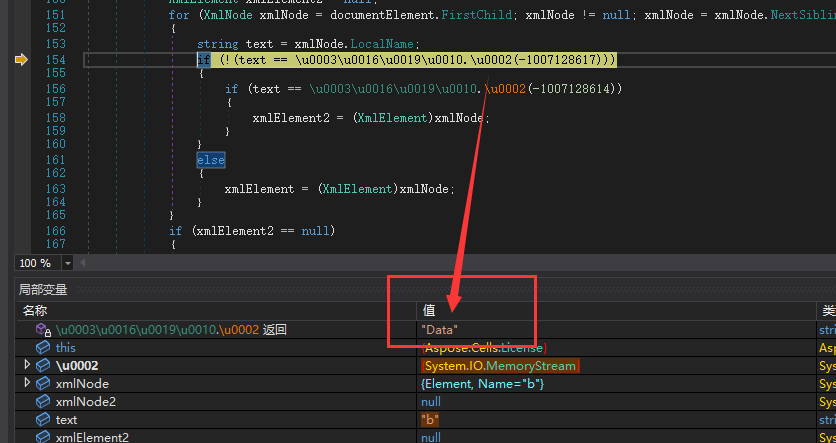 151 for (XmlNode xmlNode = documentElement.FirstChild; xmlNode != null; xmlNode = xmlNode.NextSiblin
152 {
153 string text = xmlNode.LocalName;
154 if (!(text == \u0003\u0016\u0019\u0010.\u0002(-1007128617)))
155 {
156 if (text == \u0003\u0016\u0019\u0010.\u0002(-1007128614))
157 {
158 xmlElement2 = (XmlElement)xmlNode;
159 }
160 }
161 else
162 {
163 xmlElement = (XmlElement)xmlNode;
164 }
165 }
166 if (xmlElement2 == null)
167 {
100 %
局部变量
名称 值 类
\u0003\u0016\u0019\u0010.\u0002 返回 "Data" stri
this {Aspose.Cells.License} Asp
\u0002 {System.IO.MemoryStream} Sys
xmlNode {Element, Name="b"} Sys
xmlNode2 null Sys
text "b" stri
xmlElement2 null Sys